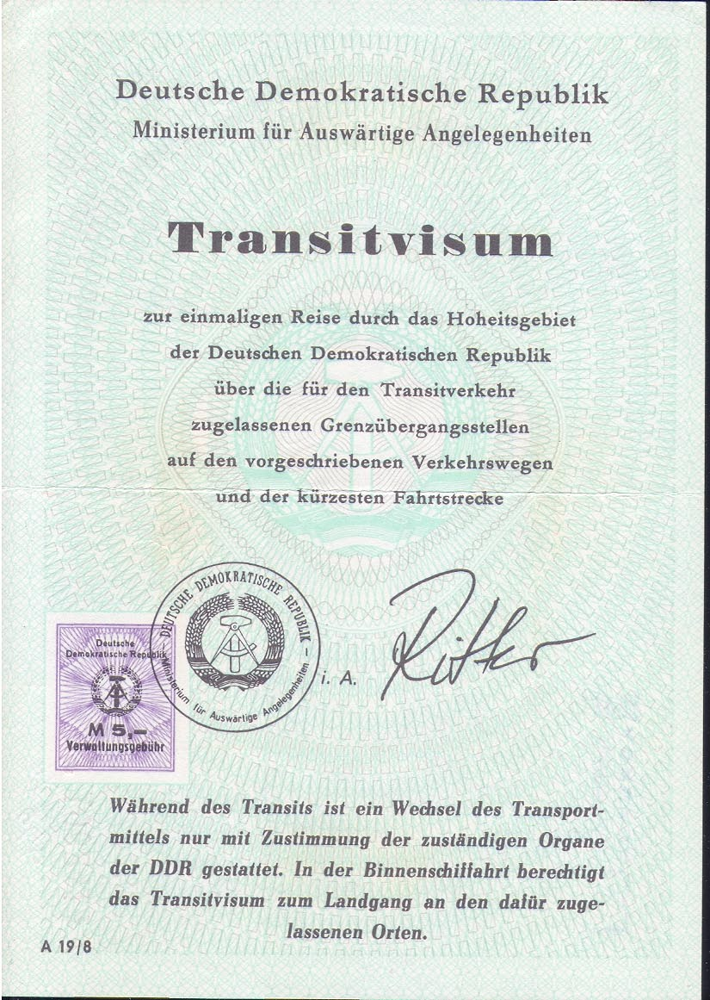 Deutsche Demokratische Republik
Ministerium für Auswärtige Angelegenheiten
Transitvisum
zur einmaligen Reise durch das Hoheitsgebiet
der Deutschen Demokratischen Republik
über die für den Transitverkehr
zugelassenen Grenzübergangsstellen
auf den vorgeschriebenen Verkehrswegen
und der kürzesten Fahrtstrecke
DEUTSCHE DEMOKRATISCHE REPUBLIK
Ministerium für Auswärtige Angelegenheiten
Deutsche
Demokratische Republik
M 5,—
Verwaltungsgebühr
i. A. Ritter
Während des Transits ist ein Wechsel des Transport-
mittels nur mit Zustimmung der zuständigen Organe
der DDR gestattet. In der Binnenschiffahrt berechtigt
das Transitvisum zum Landgang an den dafür zuge-
lassenen Orten.
A 19/8